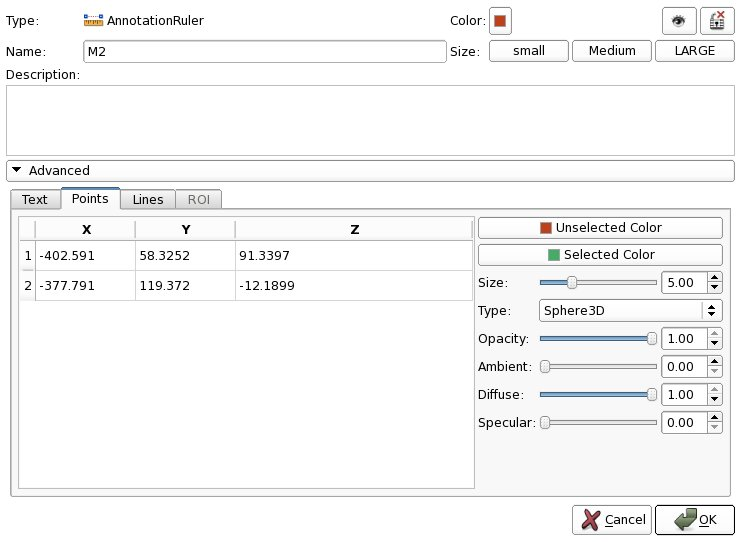 Type: AnnotationRuler Color:
Name: M2 Size: small Medium LARGE
Description:
Advanced
Text Points Lines ROI
X Y Z
1 -402.591 58.3252 91.3397
2 -377.791 119.372 -12.1899
Unselected Color
Selected Color
Size: 5.00
Type: Sphere3D
Opacity: 1.00
Ambient: 0.00
Diffuse: 1.00
Specular: 0.00
Cancel OK